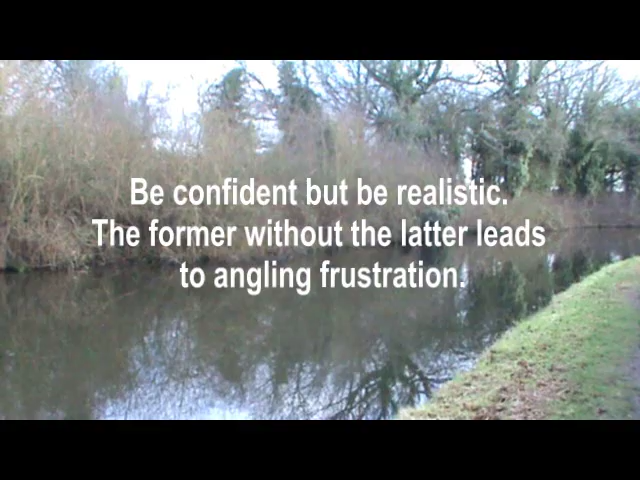 Be confident but be realistic.
The former without the latter leads
to angling frustration.